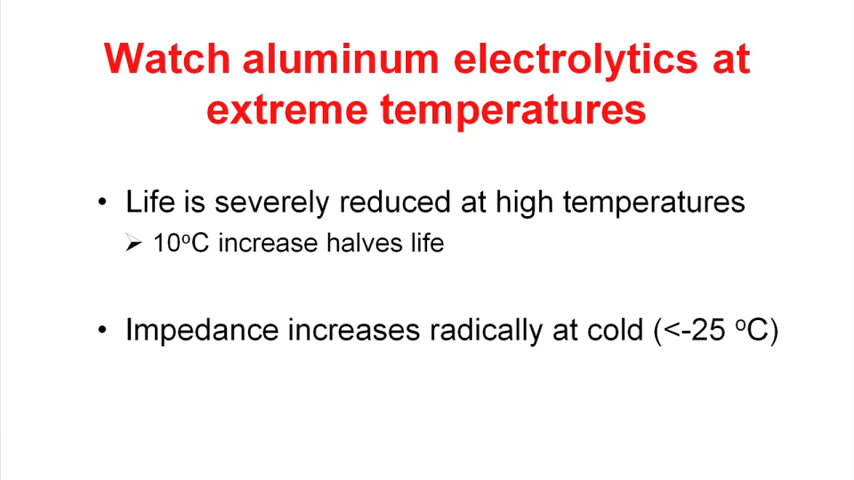 Watch aluminum electrolytics at
extreme temperatures
• Life is severely reduced at high temperatures
➢ 10ºC increase halves life
• Impedance increases radically at cold (<-25 ºC)